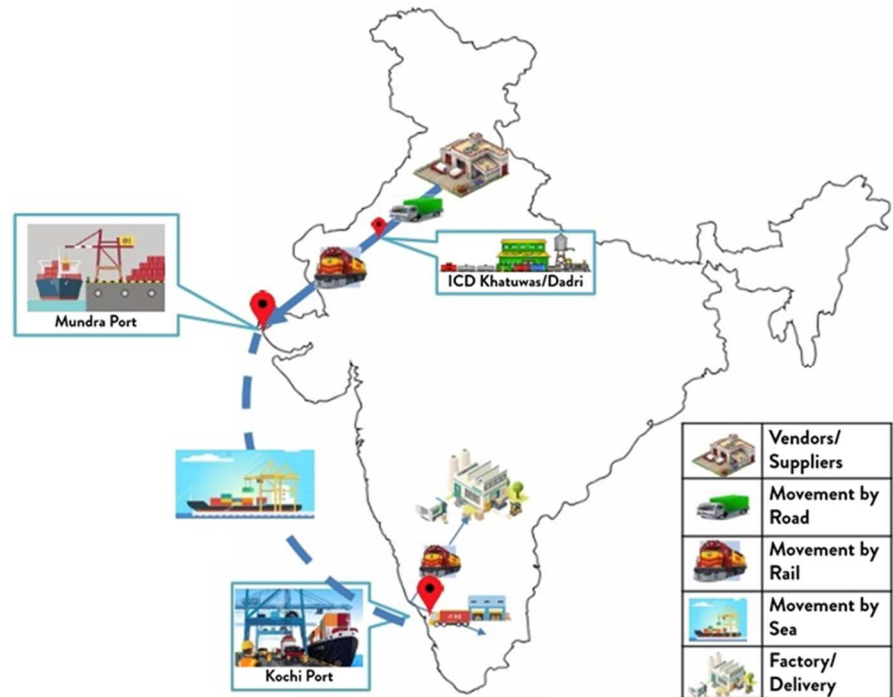 ICD Khatuwas/Dadri
Mundra Port
Kochi Port
Vendors/
Suppliers
Movement by
Road
Movement by
Rail
Movement by
Sea
Factory/
Delivery